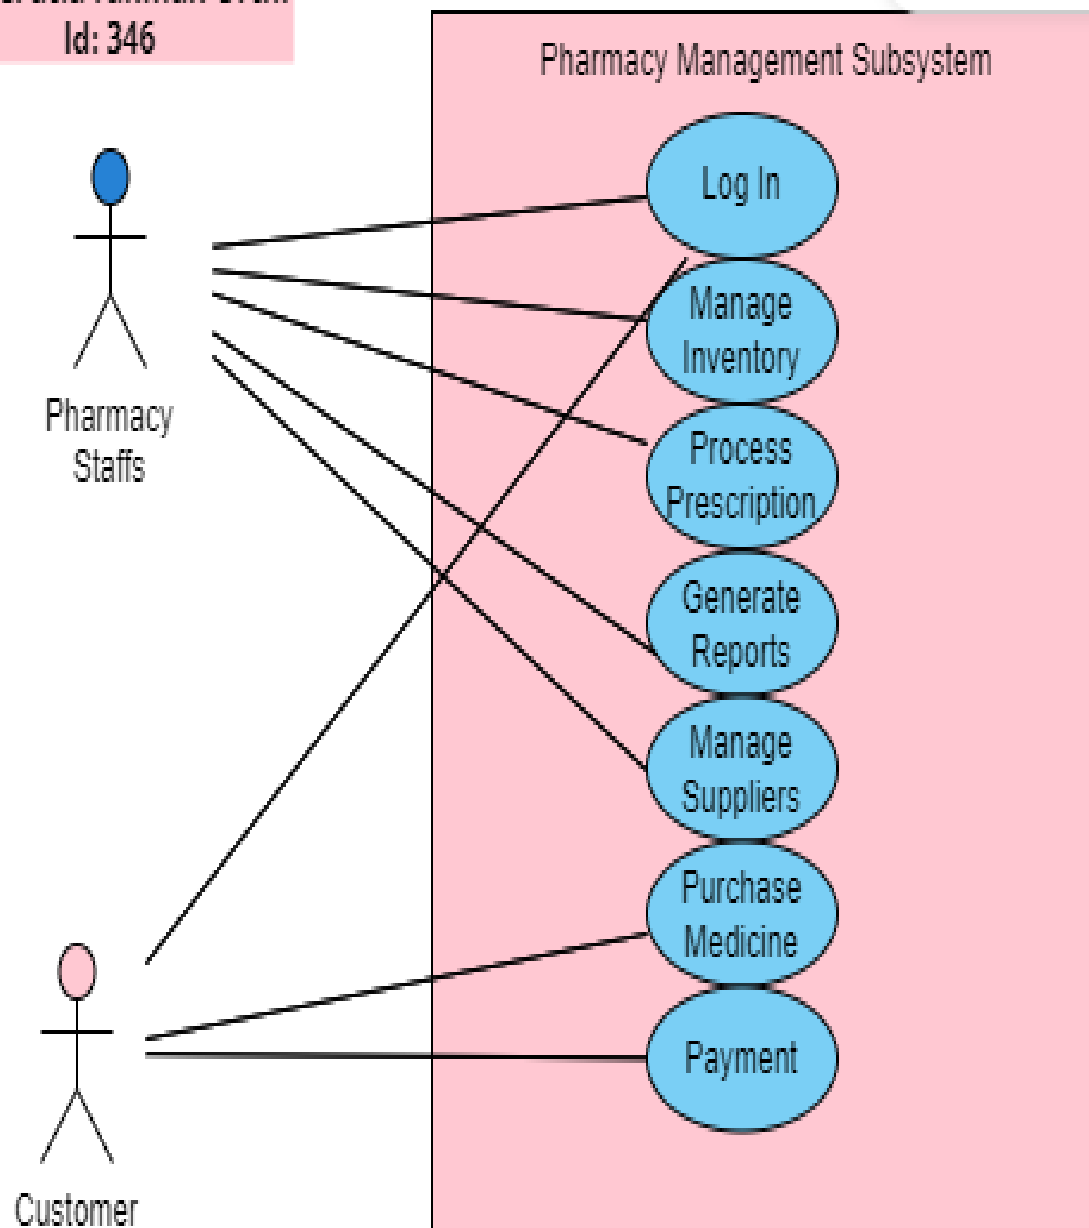 Id: 346
Pharmacy Management Subsystem
Log In
Manage
Inventory
Process
Prescription
Generate
Reports
Manage
Suppliers
Purchase
Medicine
Payment
Pharmacy
Staffs
Customer